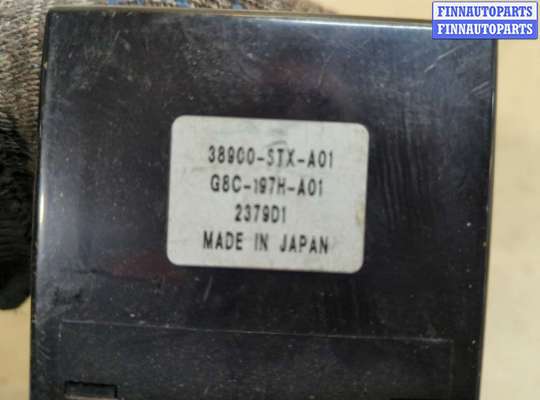 FINNAUTOPARTS
FINNAUTOPARTS
38900-STX-A01
G8C-197H-A01
2379D1
MADE IN JAPAN